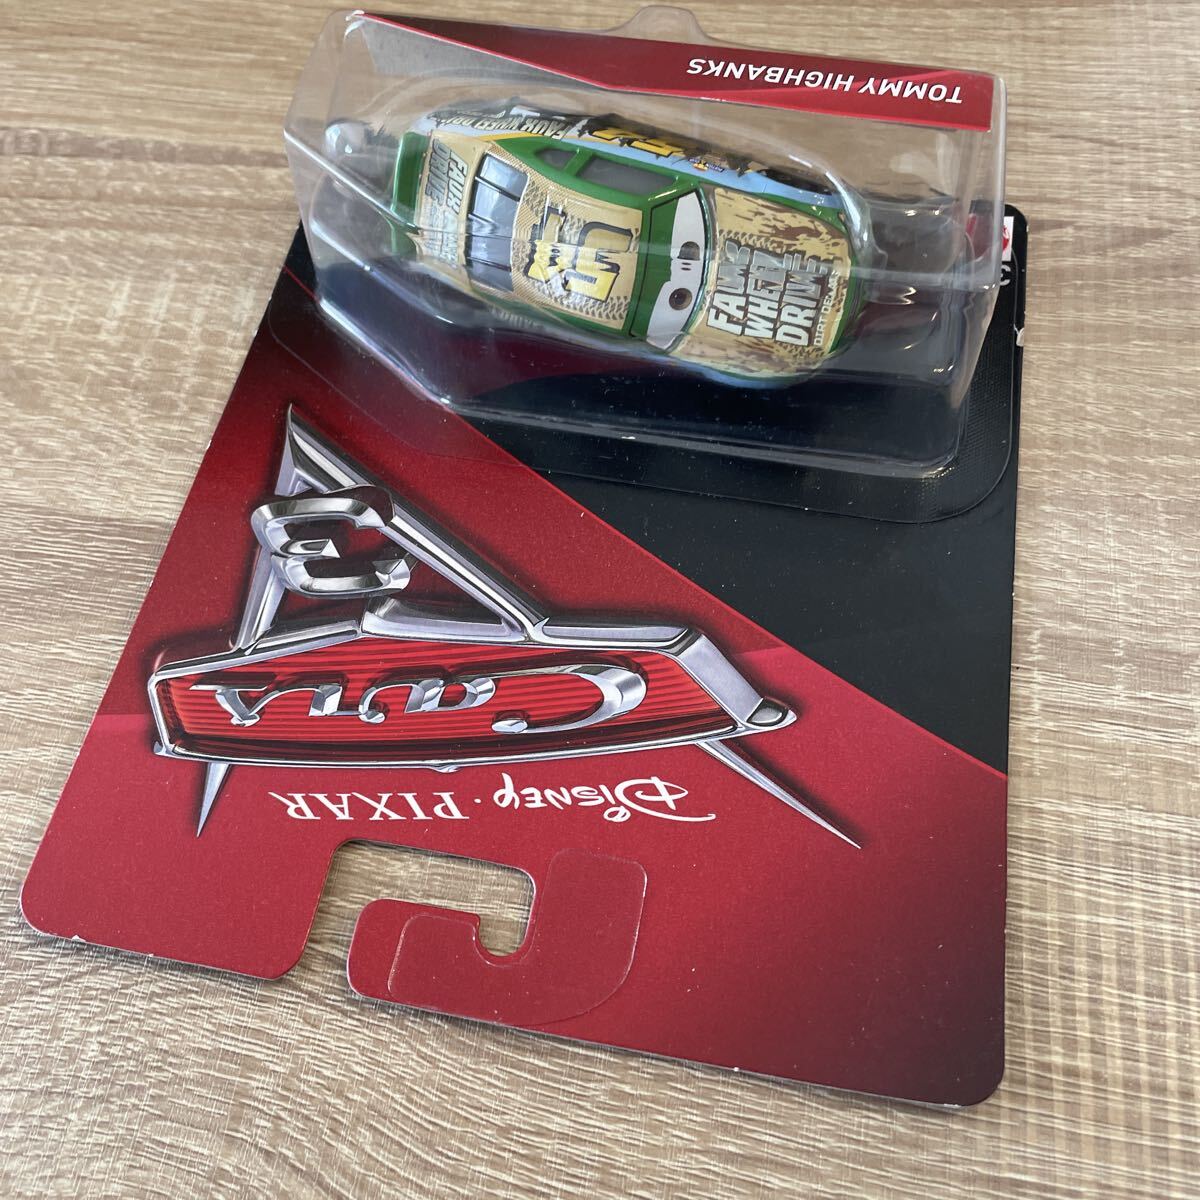 TOMMY HIGHBANKS
FAUX WHEEL DRIVE
FAUX
WHEEL
DRIVE
54
FAUX
WHEEL
DRIVE
3
Cars
DISNEY · PIXAR